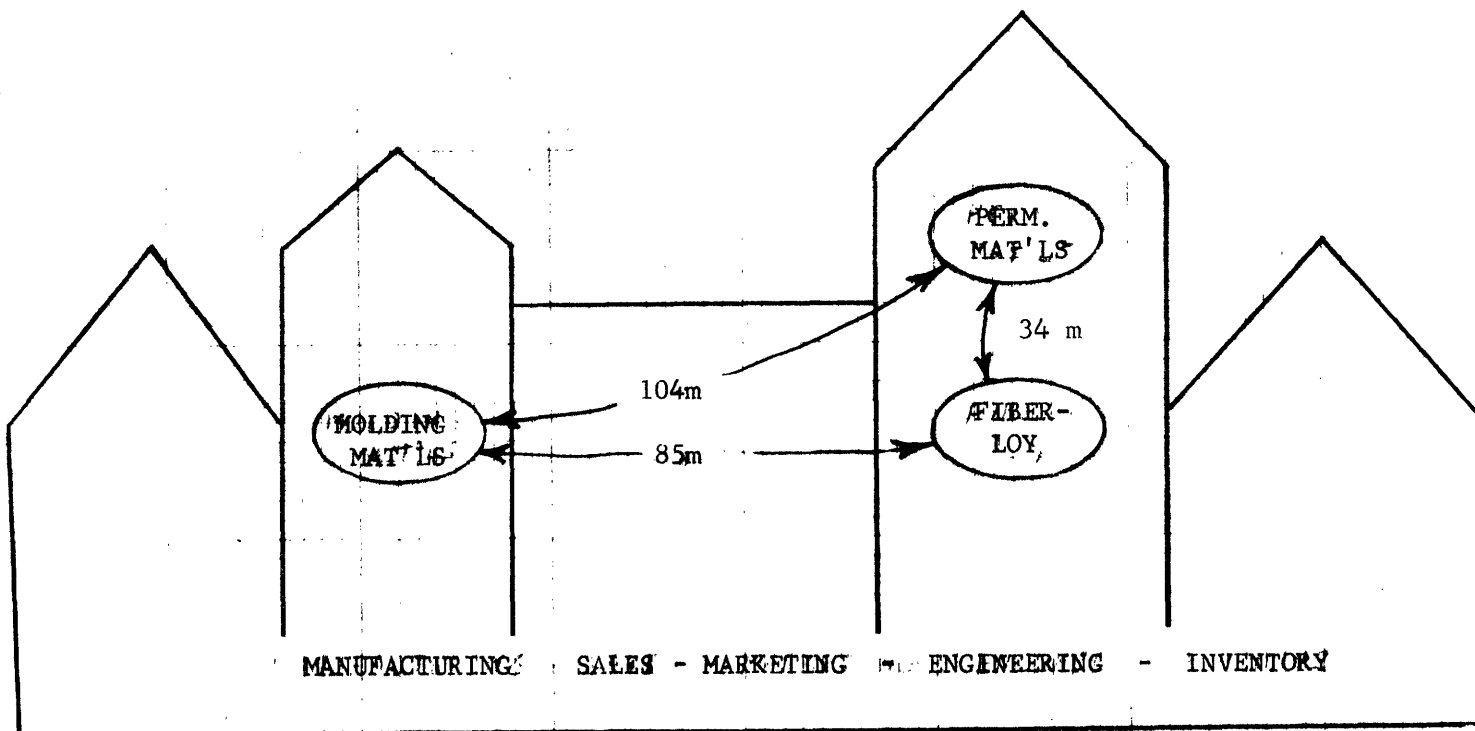 PERM.
MAT'LS
34 m
104m
MOLDING
MAT'LS
FIBER-
LOY
85m
MANUFACTURING SALES - MARKETING - ENGINEERING - INVENTORY